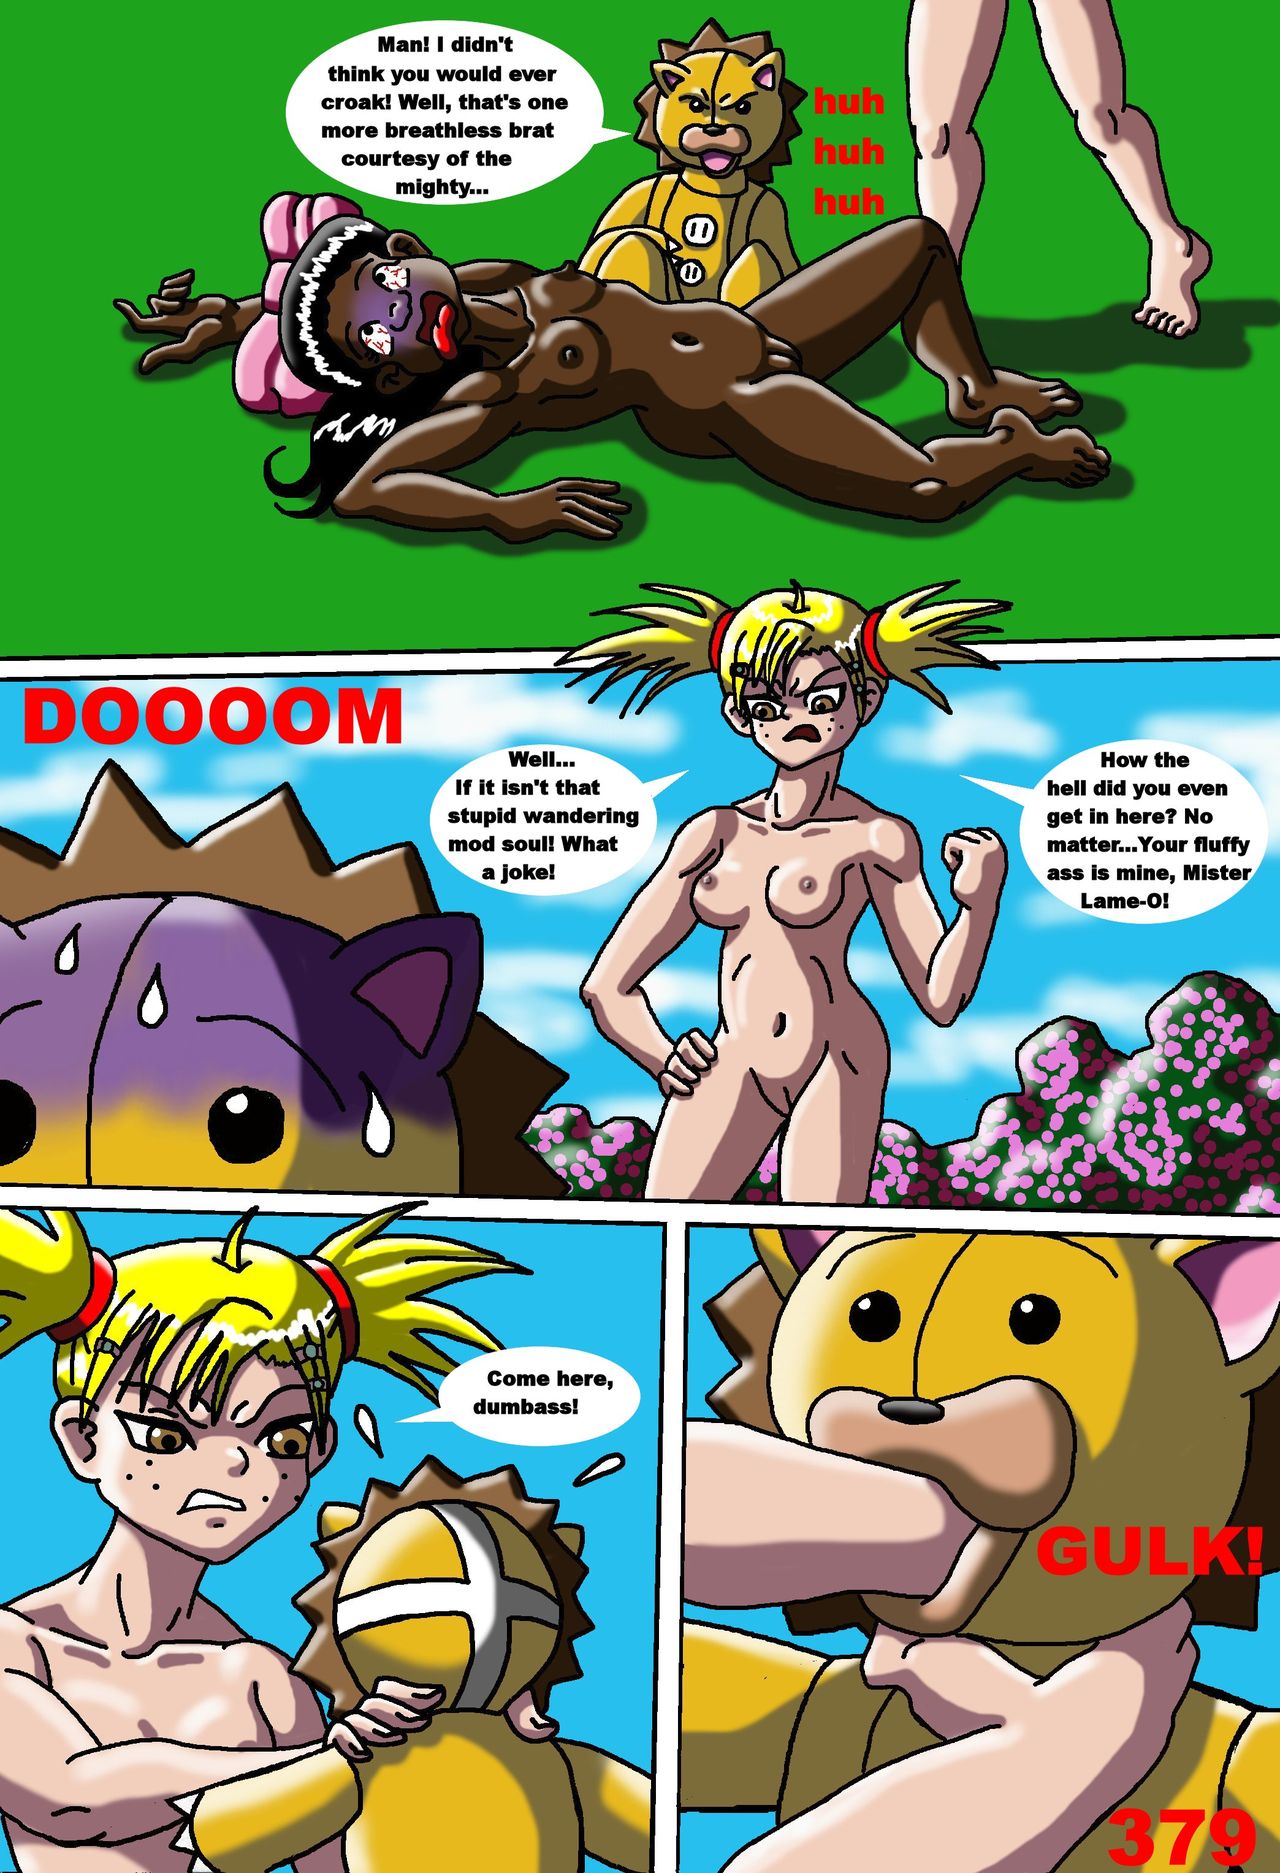 Man! I didn't
think you would ever
croak! Well, that's one
more breathless brat
courtesy of the
mighty...
huh
huh
huh
DOOOOM
Well...
If it isn't that
stupid wandering
mod soul! What
a joke!
How the
hell did you even
get in here? No
matter...Your fluffy
ass is mine, Mister
Lame-O!
Come here,
dumbass!
GULK!
379